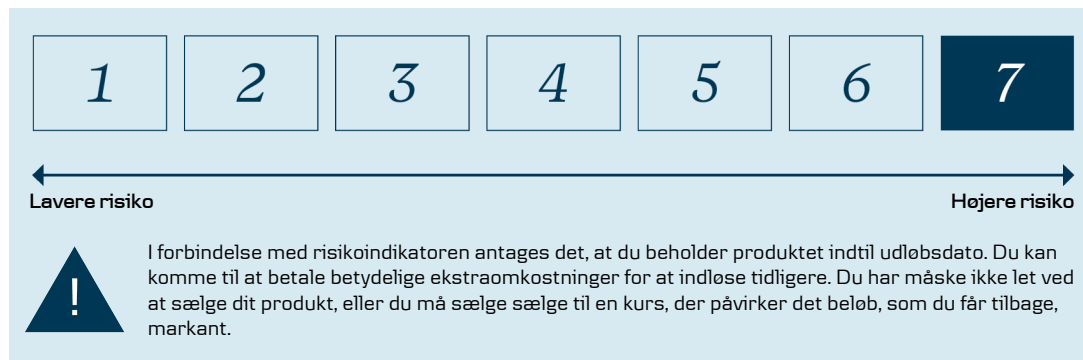 1 2 3 4 5 6 7
Lavere risiko Højere risiko
!
I forbindelse med risikoindikatoren antages det, at du beholder produktet indtil udløbsdato. Du kan
komme til at betale betydelige ekstraomkostninger for at indløse tidligere. Du har måske ikke let ved
at sælge dit produkt, eller du må sælge sælge til en kurs, der påvirker det beløb, som du får tilbage,
markant.